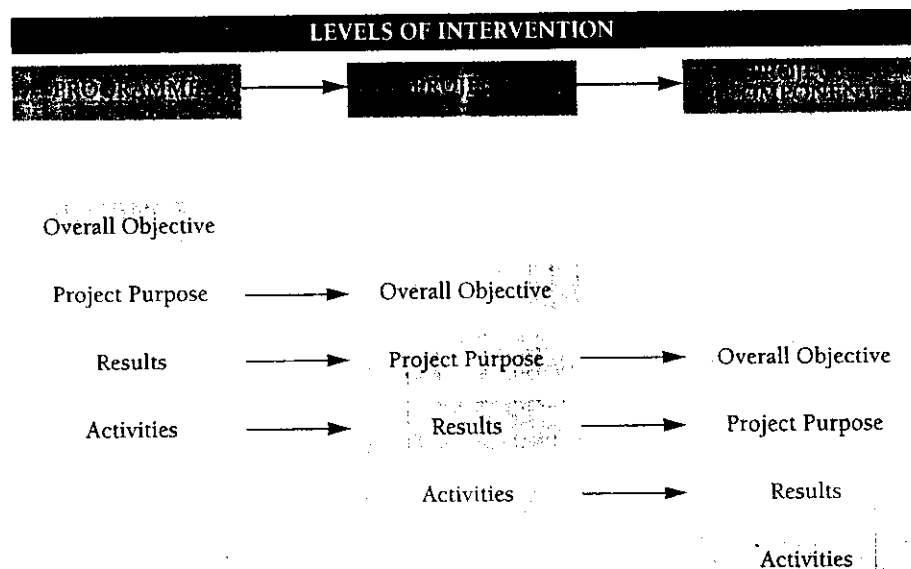 LEVELS OF INTERVENTION
PROGRAMME
Overall Objective
Project Purpose Overall Objective
Results Project Purpose Overall Objective
Activities Results Project Purpose
Activities Results
Activities